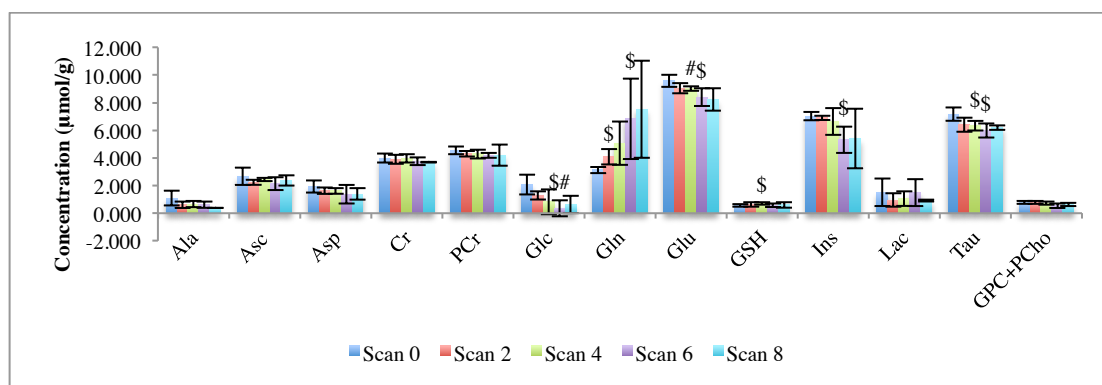 Concentration (µmol/g)
12.000
10.000
8.000
6.000
4.000
2.000
0.000
-2.000
$#
$
$
#$
$
$
$ $
Ala
Asc
Asp
Cr
PCr
Glc
Gln
Glu
GSH
Ins
Lac
Tau
GPC+PCho
Scan 0
Scan 2
Scan 4
Scan 6
Scan 8